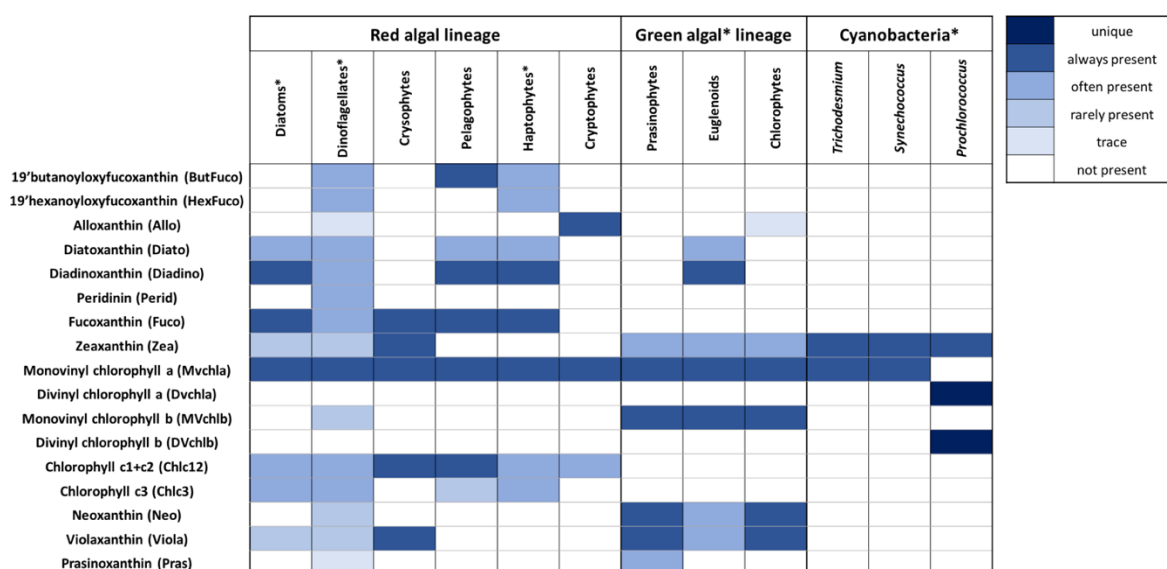 Red algal lineage
Green algal* lineage
Cyanobacteria*
Diatoms*
Dinoflagellates*
Crysophytes
Pelagophytes
Haptophytes*
Cryptophytes
Prasinophytes
Euglenoids
Chlorophytes
Trichodesmium
Synechococcus
Prochlorococcus
unique
always present
often present
rarely present
trace
not present
19'butanoyloxyfucoxanthin (ButFuco)
19'hexanoyloxyfucoxanthin (HexFuco)
Alloxanthin (Allo)
Diatoxanthin (Diato)
Diadinoxanthin (Diadino)
Peridinin (Perid)
Fucoxanthin (Fuco)
Zeaxanthin (Zea)
Monovinyl chlorophyll a (Mvchla)
Divinyl chlorophyll a (Dvchla)
Monovinyl chlorophyll b (MVchlb)
Divinyl chlorophyll b (DVchlb)
Chlorophyll c1+c2 (Chlc12)
Chlorophyll c3 (Chlc3)
Neoxanthin (Neo)
Violaxanthin (Viola)
Prasinoxanthin (Pras)